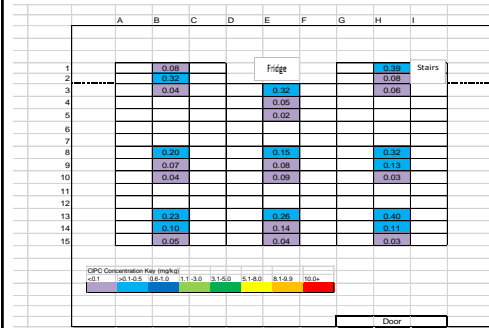 A B C D E F G H I
1 0.08 Fridge 0.39 Stairs
2 0.32 0.08
3 0.04 0.32 0.06
4 0.05
5 0.02
6
7
8 0.20 0.15 0.32
9 0.07 0.08 0.13
10 0.04 0.09 0.03
11
12
13 0.23 0.26 0.40
14 0.10 0.14 0.11
15 0.05 0.04 0.03
CIPC Concentration Key (mg/kg)
<0.1 >0.1-0.5 0.6-1.0 1.1-3.0 3.1-5.0 5.1-8.0 8.1-9.9 10.0+
Door